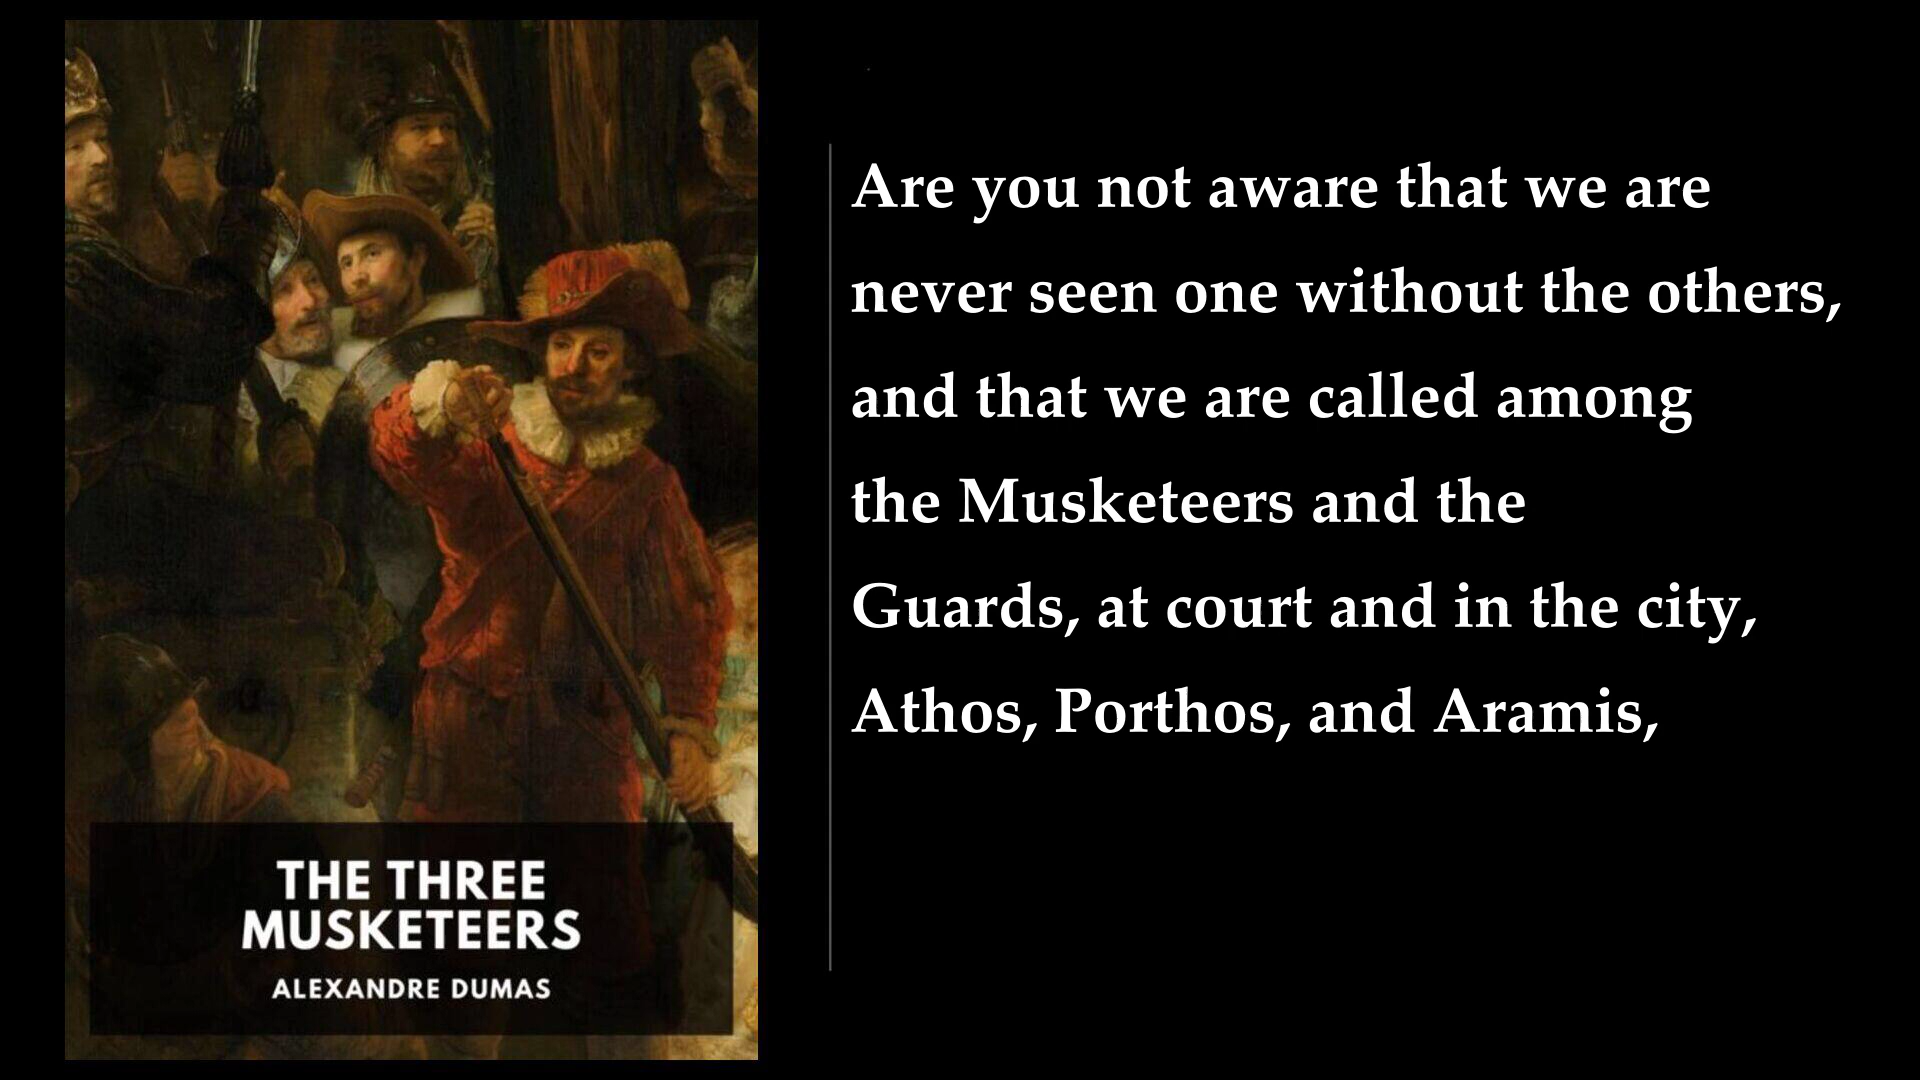 Are you not aware that we are
never seen one without the others,
and that we are called among
the Musketeers and the
Guards, at court and in the city,
Athos, Porthos, and Aramis,
THE THREE
MUSKETEERS
ALEXANDRE DUMAS